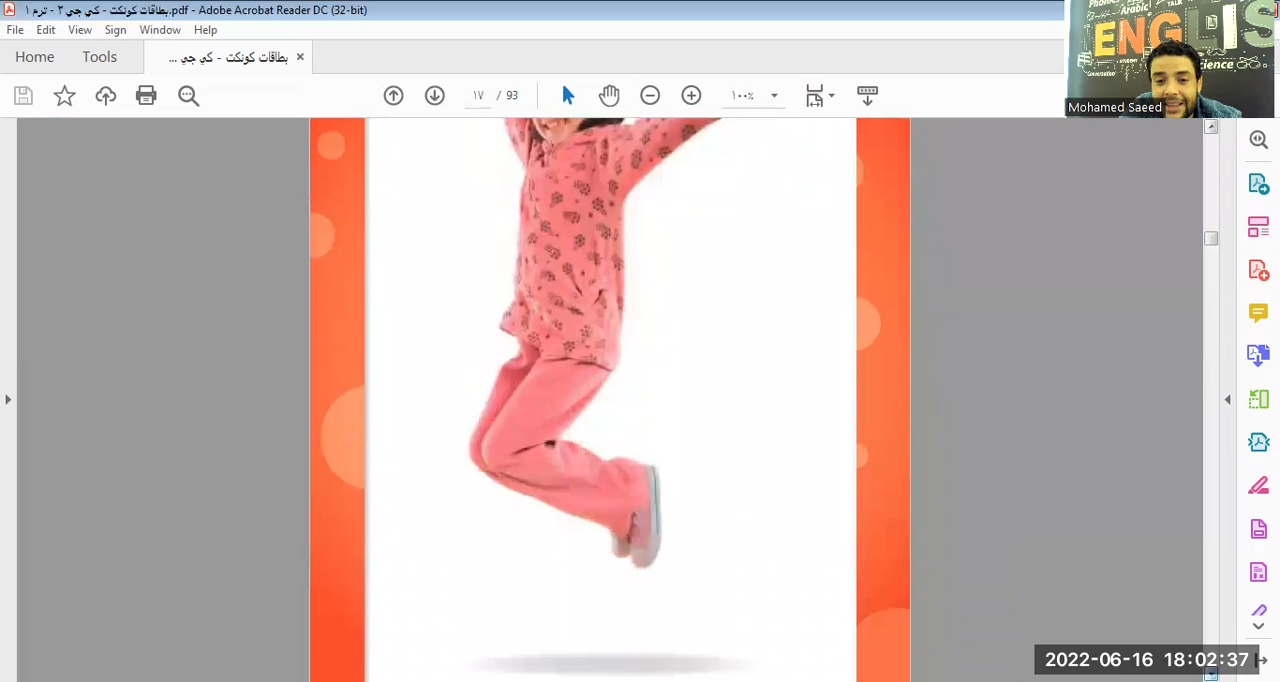 بطاقات كونكت - كي جي ٢ - ترم ١.pdf - Adobe Acrobat Reader DC (32-bit)
File Edit View Sign Window Help
Home Tools بطاقات كونكت - كي جي ... ×
١٧ / 93
١٠٠%
Phonics
Arabic
TALK
ENGLIS
Science
Mohamed Saeed
2022-06-16 18:02:37